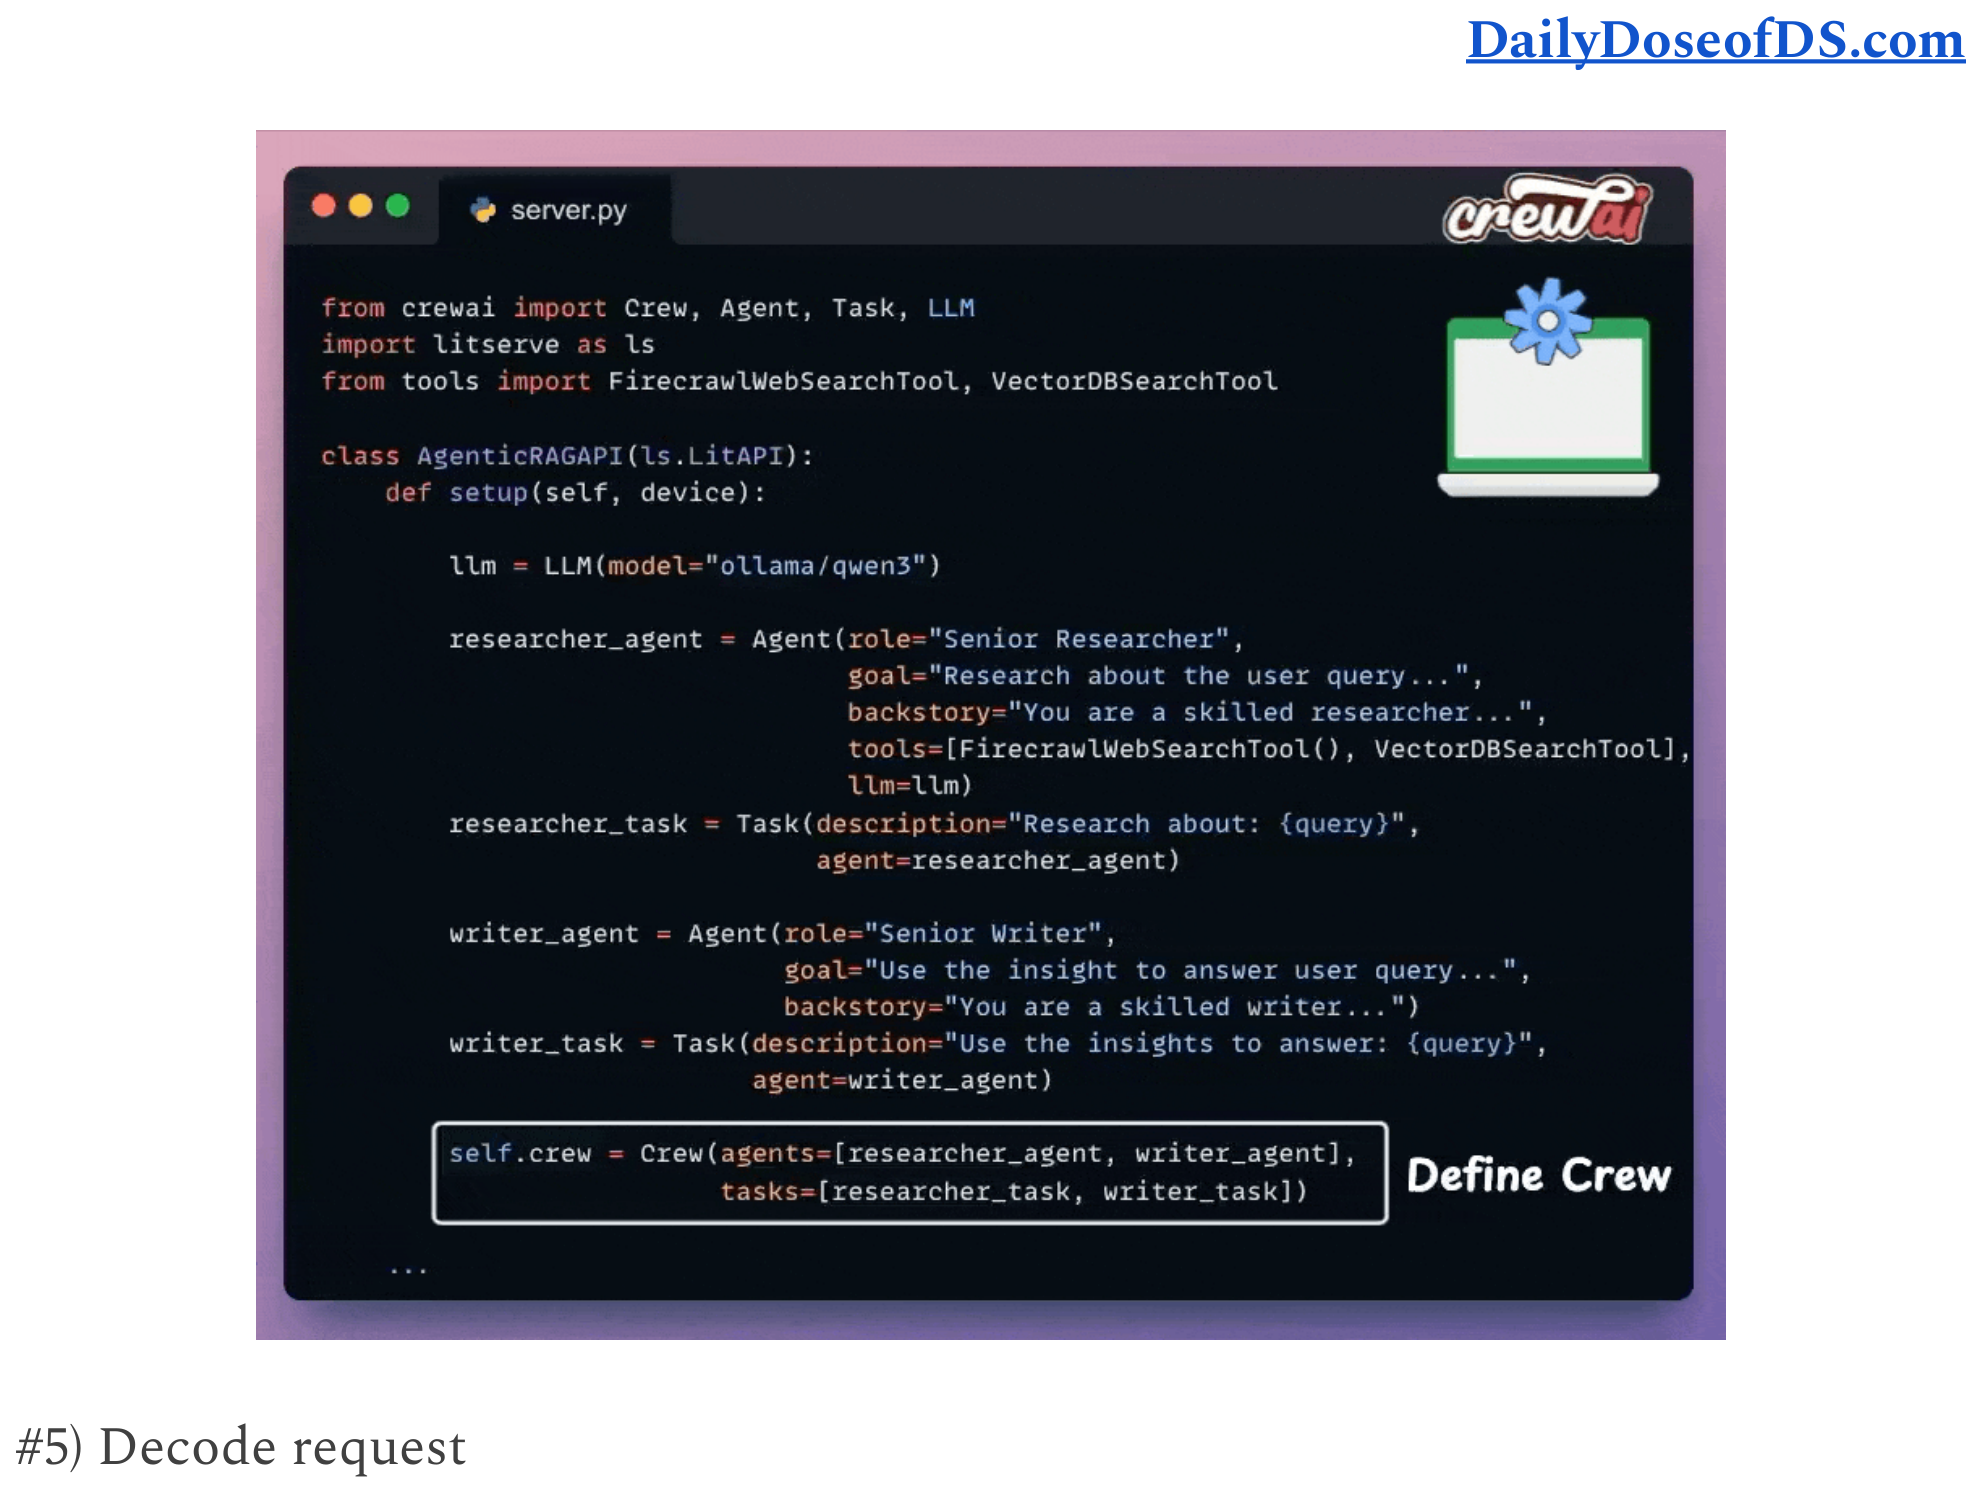 DailyDoseofDS.com
server.py
crewai
from crewai import Crew, Agent, Task, LLM
import litserve as ls
from tools import FirecrawlWebSearchTool, VectorDBSearchTool
class AgenticRAGAPI(ls.LitAPI):
    def setup(self, device):
        llm = LLM(model="ollama/qwen3")
        researcher_agent = Agent(role="Senior Researcher",
                                 goal="Research about the user query...",
                                 backstory="You are a skilled researcher...",
                                 tools=[FirecrawlWebSearchTool(), VectorDBSearchTool],
                                 llm=llm)
        researcher_task = Task(description="Research about: {query}",
                               agent=researcher_agent)
        writer_agent = Agent(role="Senior Writer",
                             goal="Use the insight to answer user query...",
                             backstory="You are a skilled writer...")
        writer_task = Task(description="Use the insights to answer: {query}",
                           agent=writer_agent)
        self.crew = Crew(agents=[researcher_agent, writer_agent],
                         tasks=[researcher_task, writer_task])
Define Crew
    ...
#5) Decode request